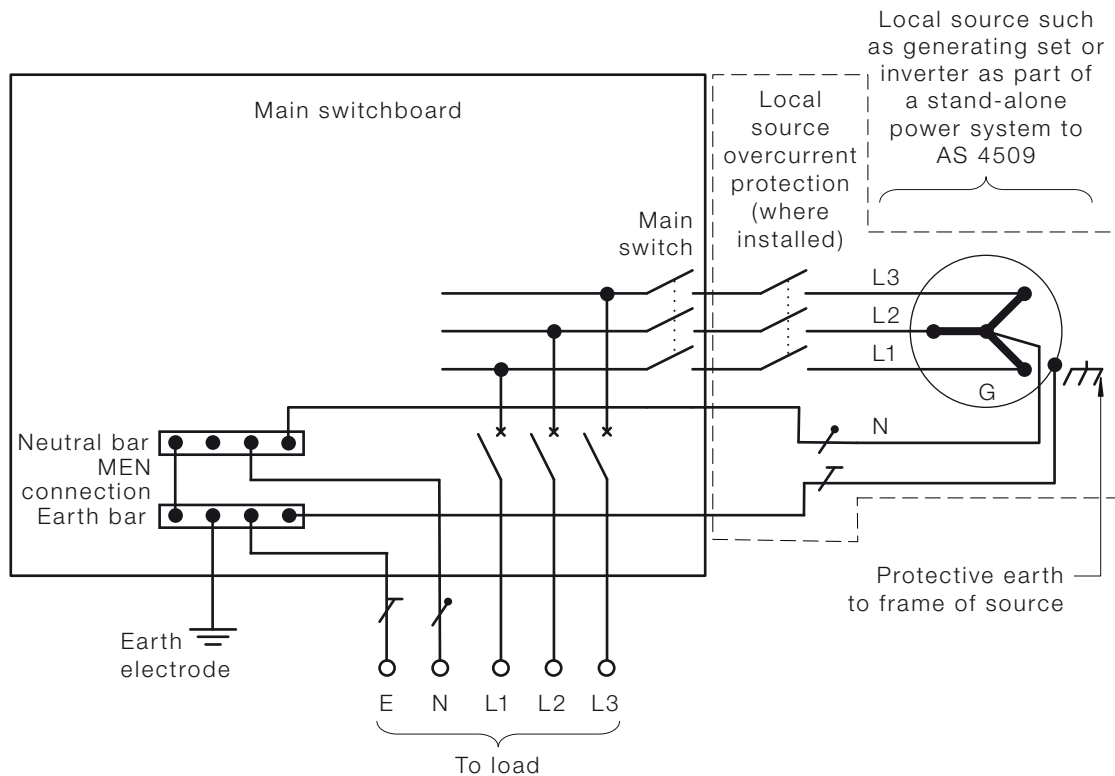 Local source such
as generating set or
inverter as part of
a stand-alone
power system to
AS 4509
Main switchboard
Local
source
overcurrent
protection
(where
installed)
Main
switch
L3
L2
L1
G
N
Neutral bar
MEN
connection
Earth bar
Protective earth
to frame of source
Earth
electrode
E N L1 L2 L3
To load